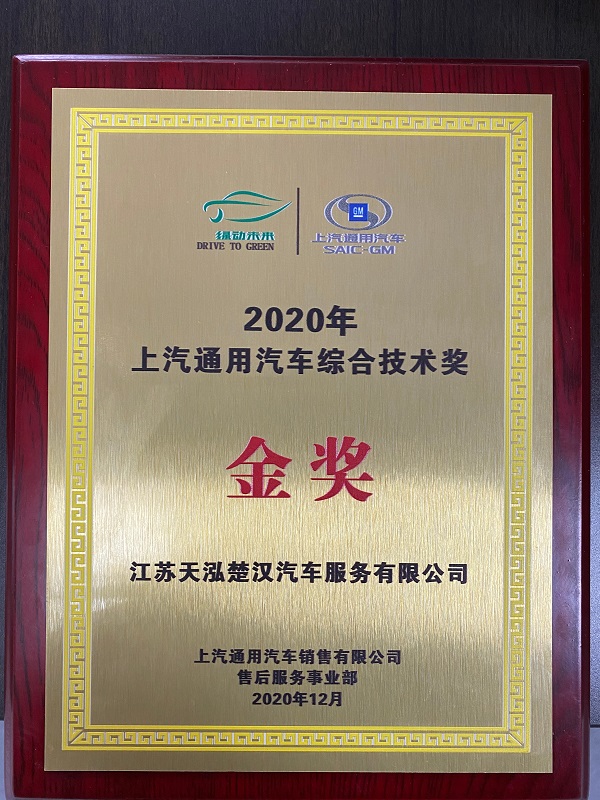 绿动未来
DRIVE TO GREEN
GM
上汽通用汽车
SAIC-GM
2020年
上汽通用汽车综合技术奖
金奖
江苏天泓楚汉汽车服务有限公司
上汽通用汽车销售有限公司
售后服务事业部
2020年12月